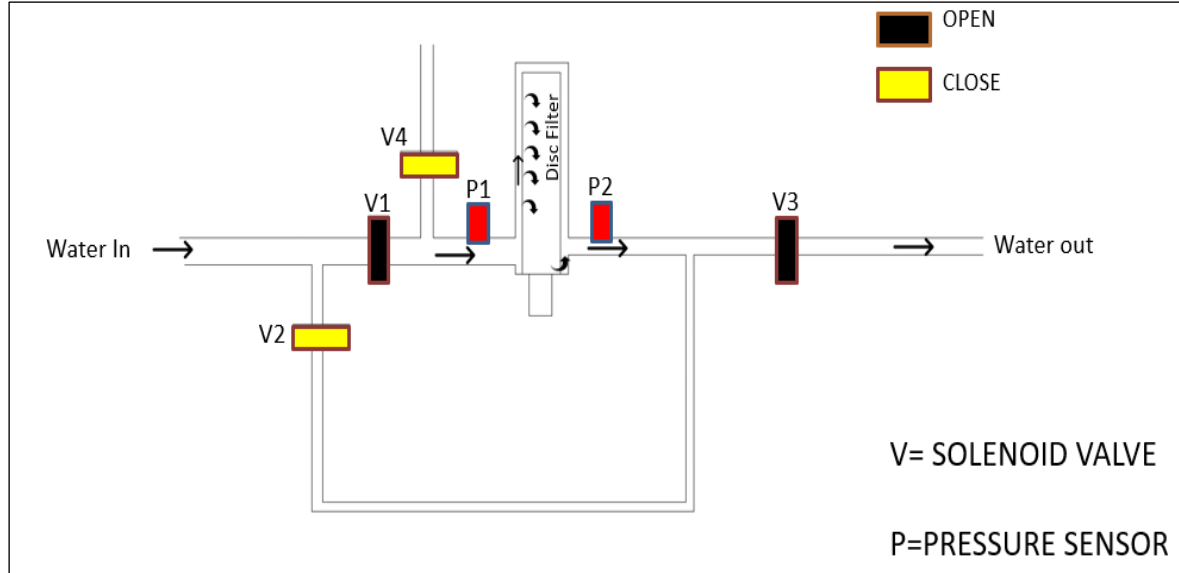 OPEN
CLOSE
V4
Disc Filter
P1
P2
V1
V3
Water In
Water out
V2
V= SOLENOID VALVE
P=PRESSURE SENSOR